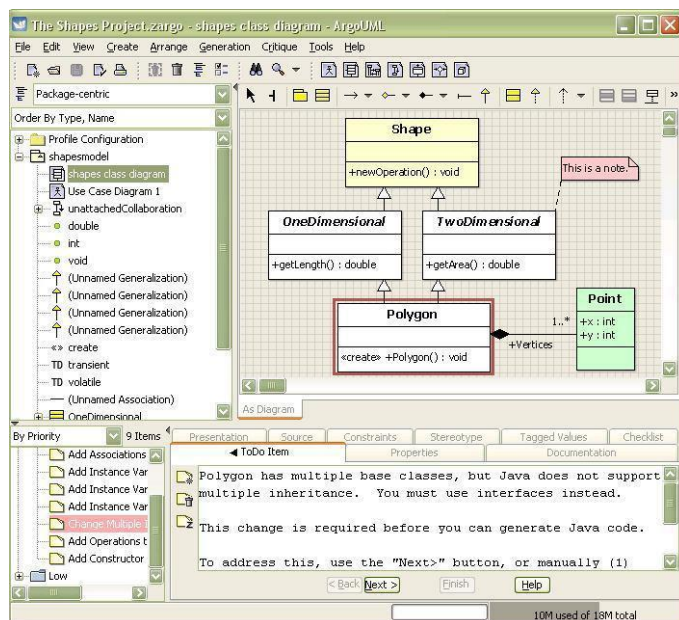 The Shapes Project.zargo - shapes class diagram - ArgoUML
File Edit View Create Arrange Generation Critique Tools Help
Package-centric
Order By Type, Name
Profile Configuration
shapesmodel
shapes class diagram
Use Case Diagram 1
unattachedCollaboration
double
int
void
(Unnamed Generalization)
(Unnamed Generalization)
(Unnamed Generalization)
(Unnamed Generalization)
«» create
TD transient
TD volatile
(Unnamed Association)
OneDimensional
Shape
+newOperation() : void
This is a note.
OneDimensional
+getLength() : double
TwoDimensional
+getArea() : double
Polygon
«create» +Polygon() : void
1..*
+Vertices
Point
+x : int
+y : int
As Diagram
By Priority 9 Items
Add Associations
Add Instance Var
Add Instance Var
Add Instance Var
Change Multiple I
Add Operations t
Add Constructor
Low
Presentation Source Constraints Stereotype Tagged Values Checklist
ToDo Item Properties Documentation
Polygon has multiple base classes, but Java does not support
multiple inheritance. You must use interfaces instead.
This change is required before you can generate Java code.
To address this, use the "Next>" button, or manually (1)
< Back Next > Finish Help
10M used of 18M total